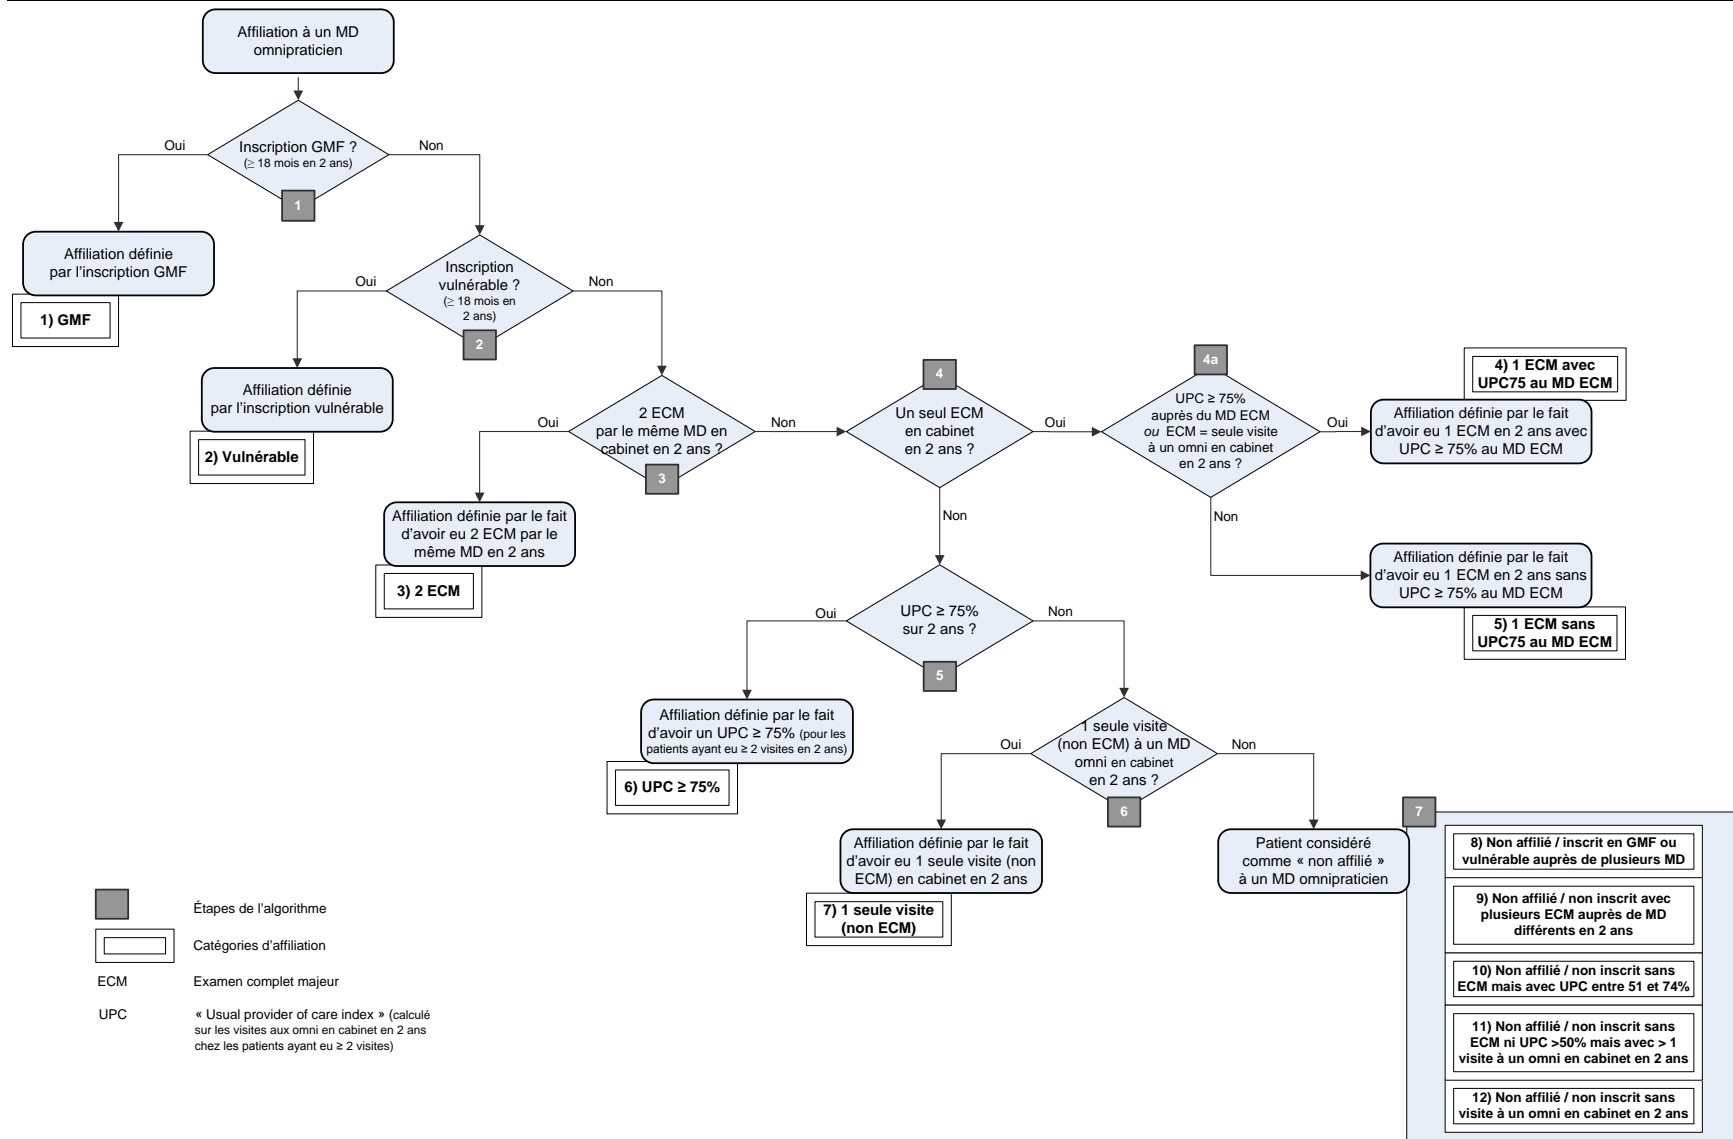 Affiliation à un MD
omnipraticien
Inscription GMF ?
(≥ 18 mois en 2 ans)
Oui
Non
1
Affiliation définie
par l'inscription GMF
1) GMF
Inscription
vulnérable ?
(≥ 18 mois en
2 ans)
Oui
Non
2
Affiliation définie
par l'inscription vulnérable
2) Vulnérable
2 ECM
par le même MD en
cabinet en 2 ans ?
Oui
Non
3
Affiliation définie par le fait
d'avoir eu 2 ECM par le
même MD en 2 ans
3) 2 ECM
4
Un seul ECM
en cabinet
en 2 ans ?
Oui
Non
4a
UPC ≥ 75%
auprès du MD ECM
ou ECM = seule visite
à un omni en cabinet
en 2 ans ?
Oui
Non
4) 1 ECM avec
UPC75 au MD ECM
Affiliation définie par le fait
d'avoir eu 1 ECM en 2 ans avec
UPC ≥ 75% au MD ECM
Affiliation définie par le fait
d'avoir eu 1 ECM en 2 ans sans
UPC ≥ 75% au MD ECM
5) 1 ECM sans
UPC75 au MD ECM
UPC ≥ 75%
sur 2 ans ?
Oui
Non
5
Affiliation définie par le fait
d'avoir un UPC ≥ 75% (pour les
patients ayant eu ≥ 2 visites en 2 ans)
6) UPC ≥ 75%
1 seule visite
(non ECM) à un MD
omni en cabinet
en 2 ans ?
Oui
Non
6
Affiliation définie par le fait
d'avoir eu 1 seule visite (non
ECM) en cabinet en 2 ans
7) 1 seule visite
(non ECM)
Patient considéré
comme « non affilié »
à un MD omnipraticien
7
8) Non affilié / inscrit en GMF ou
vulnérable auprès de plusieurs MD
9) Non affilié / non inscrit avec
plusieurs ECM auprès de MD
différents en 2 ans
10) Non affilié / non inscrit sans
ECM mais avec UPC entre 51 et 74%
11) Non affilié / non inscrit sans
ECM ni UPC >50% mais avec > 1
visite à un omni en cabinet en 2 ans
12) Non affilié / non inscrit sans
visite à un omni en cabinet en 2 ans
Étapes de l'algorithme
Catégories d'affiliation
ECM Examen complet majeur
UPC « Usual provider of care index » (calculé
sur les visites aux omni en cabinet en 2 ans
chez les patients ayant eu ≥ 2 visites)